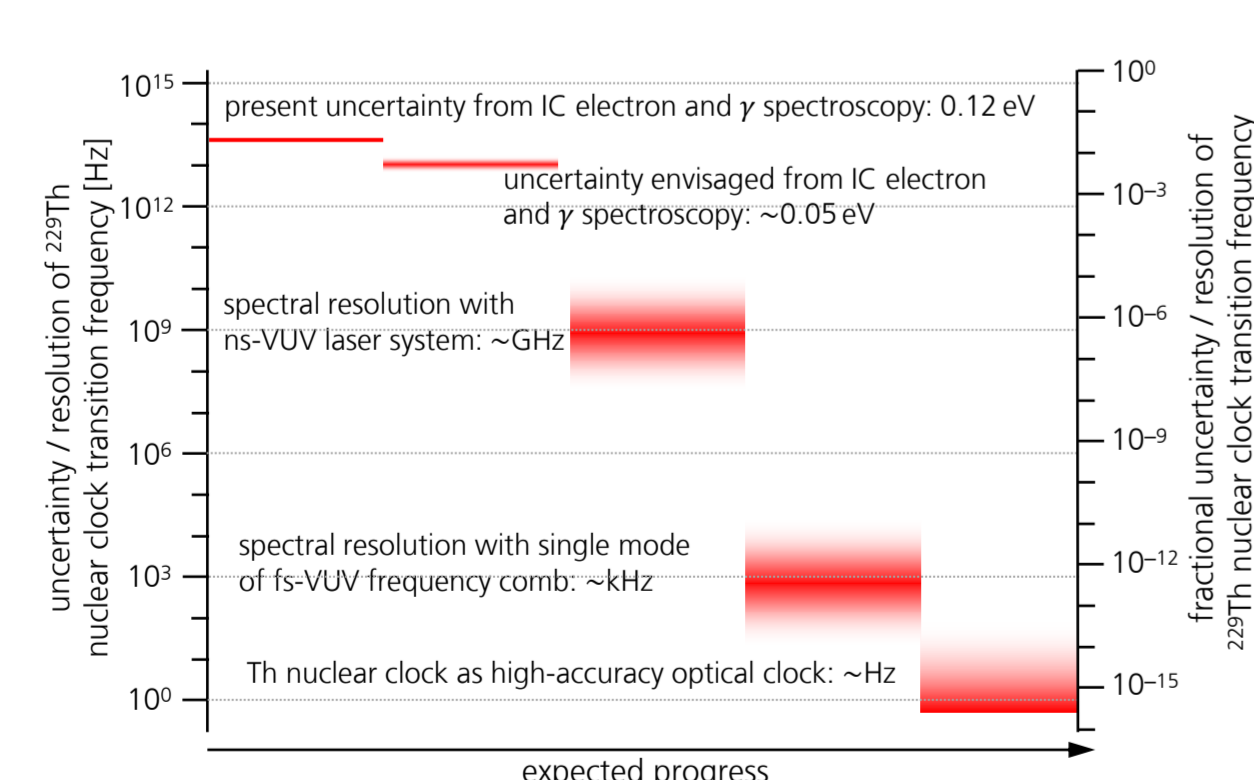 10¹⁵
10¹²
10⁹
10⁶
10³
10⁰
uncertainty / resolution of ²²⁹Th
nuclear clock transition frequency [Hz]
present uncertainty from IC electron and γ spectroscopy: 0.12 eV
uncertainty envisaged from IC electron
and γ spectroscopy: ~0.05 eV
spectral resolution with
ns-VUV laser system: ~GHz
spectral resolution with single mode
of fs-VUV frequency comb: ~kHz
Th nuclear clock as high-accuracy optical clock: ~Hz
10⁰
10⁻³
10⁻⁶
10⁻⁹
10⁻¹²
10⁻¹⁵
fractional uncertainty / resolution of
²²⁹Th nuclear clock transition frequency
expected progress